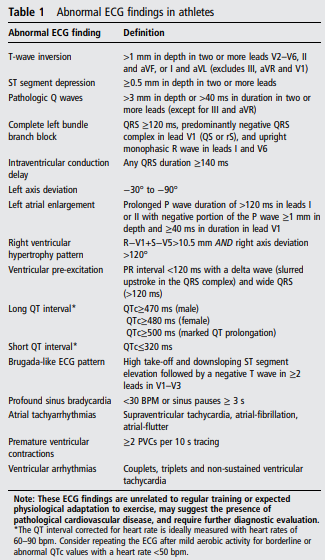 Table 1 Abnormal ECG findings in athletes
Abnormal ECG finding Definition
T-wave inversion >1 mm in depth in two or more leads V2–V6, II
and aVF, or I and aVL (excludes III, aVR and V1)
ST segment depression ≥0.5 mm in depth in two or more leads
Pathologic Q waves >3 mm in depth or >40 ms in duration in two or
more leads (except for III and aVR)
Complete left bundle QRS ≥120 ms, predominantly negative QRS
branch block complex in lead V1 (QS or rS), and upright
monophasic R wave in leads I and V6
Intraventricular conduction Any QRS duration ≥140 ms
delay
Left axis deviation −30° to −90°
Left atrial enlargement Prolonged P wave duration of >120 ms in leads I
or II with negative portion of the P wave ≥1 mm in
depth and ≥40 ms in duration in lead V1
Right ventricular R−V1+S−V5>10.5 mm AND right axis deviation
hypertrophy pattern >120°
Ventricular pre-excitation PR interval <120 ms with a delta wave (slurred
upstroke in the QRS complex) and wide QRS
(>120 ms)
Long QT interval* QTc≥470 ms (male)
QTc≥480 ms (female)
QTc≥500 ms (marked QT prolongation)
Short QT interval* QTc≤320 ms
Brugada-like ECG pattern High take-off and downsloping ST segment
elevation followed by a negative T wave in ≥2
leads in V1–V3
Profound sinus bradycardia <30 BPM or sinus pauses ≥ 3 s
Atrial tachyarrhythmias Supraventricular tachycardia, atrial-fibrillation,
atrial-flutter
Premature ventricular ≥2 PVCs per 10 s tracing
contractions
Ventricular arrhythmias Couplets, triplets and non-sustained ventricular
tachycardia
Note: These ECG findings are unrelated to regular training or expected
physiological adaptation to exercise, may suggest the presence of
pathological cardiovascular disease, and require further diagnostic evaluation.
*The QT interval corrected for heart rate is ideally measured with heart rates of
60–90 bpm. Consider repeating the ECG after mild aerobic activity for borderline or
abnormal QTc values with a heart rate <50 bpm.